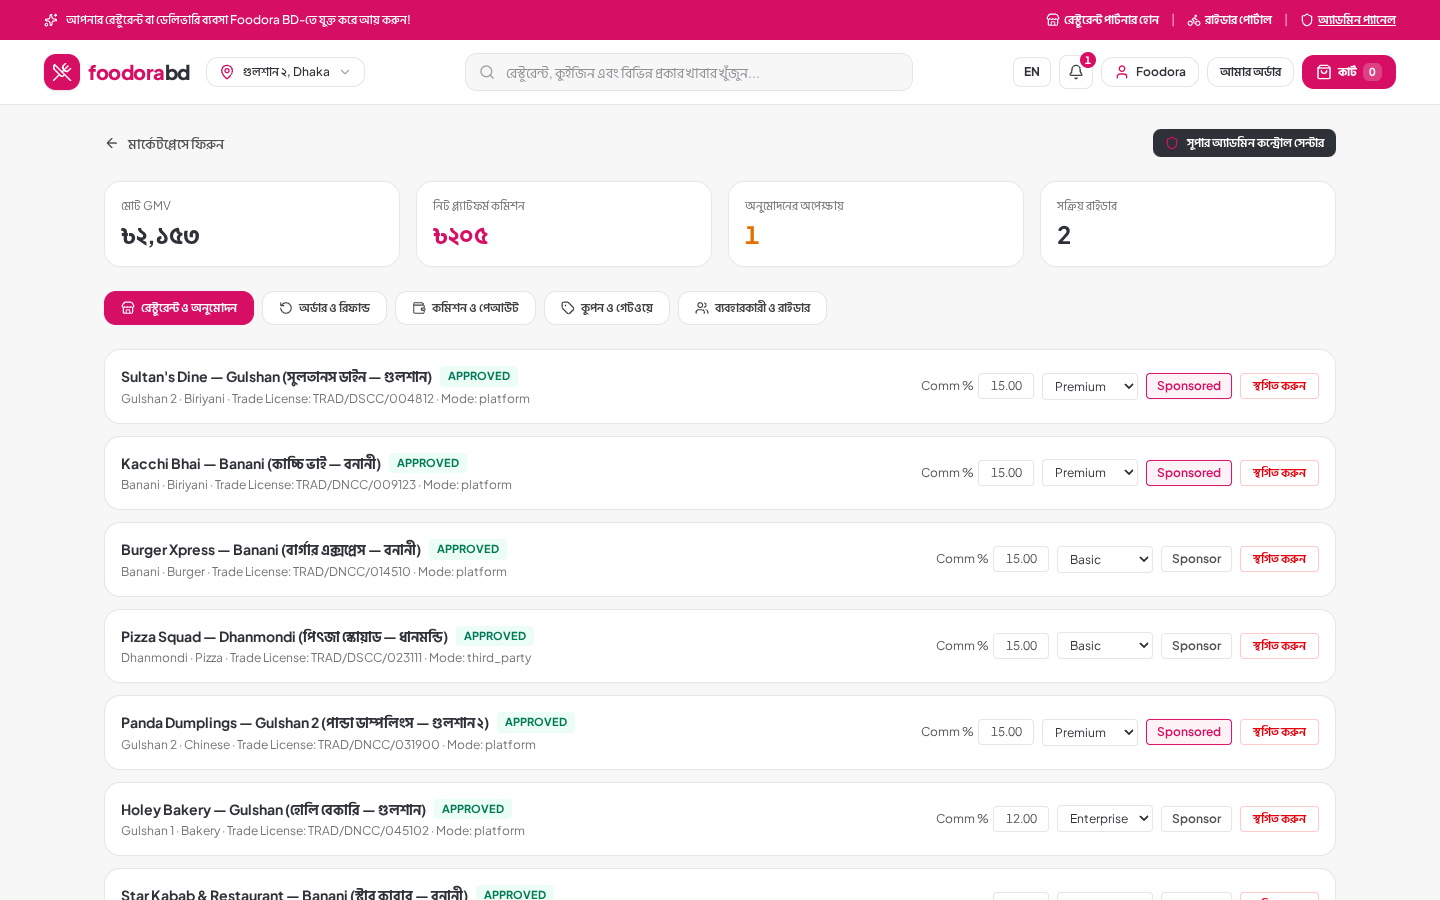 আপনার রেস্টুরেন্ট বা ডেলিভারি ব্যবসা Foodora BD-তে যুক্ত করে আয় করুন!
রেস্টুরেন্ট পার্টনার হোন | রাইডার পোর্টাল | অ্যাডমিন প্যানেল
foodorabd
গুলশান ২, Dhaka
রেস্টুরেন্ট, কুইজিন এবং বিভিন্ন প্রকার খাবার খুঁজুন...
EN
1
Foodora
আমার অর্ডার
কার্ট 0
মার্কেটপ্লেসে ফিরুন
সুপার অ্যাডমিন কন্ট্রোল সেন্টার
মোট GMV
৳২,১৫৩
নিট প্ল্যাটফর্ম কমিশন
৳২০৫
অনুমোদনের অপেক্ষায়
1
সক্রিয় রাইডার
2
রেস্টুরেন্ট ও অনুমোদন
অর্ডার ও রিফান্ড
কমিশন ও পেআউট
কুপন ও গেটওয়ে
ব্যবহারকারী ও রাইডার
Sultan's Dine — Gulshan (সুলতানস ডাইন — গুলশান) APPROVED
Gulshan 2 · Biriyani · Trade License: TRAD/DSCC/004812 · Mode: platform
Comm % 15.00 Premium Sponsored স্থগিত করুন
Kacchi Bhai — Banani (কাচ্চি ভাই — বনানী) APPROVED
Banani · Biriyani · Trade License: TRAD/DNCC/009123 · Mode: platform
Comm % 15.00 Premium Sponsored স্থগিত করুন
Burger Xpress — Banani (বার্গার এক্সপ্রেস — বনানী) APPROVED
Banani · Burger · Trade License: TRAD/DNCC/014510 · Mode: platform
Comm % 15.00 Basic Sponsor স্থগিত করুন
Pizza Squad — Dhanmondi (পিৎজা স্কোয়াড — ধানমন্ডি) APPROVED
Dhanmondi · Pizza · Trade License: TRAD/DSCC/023111 · Mode: third_party
Comm % 15.00 Basic Sponsor স্থগিত করুন
Panda Dumplings — Gulshan 2 (পান্ডা ডাম্পলিংস — গুলশান ২) APPROVED
Gulshan 2 · Chinese · Trade License: TRAD/DNCC/031900 · Mode: platform
Comm % 15.00 Premium Sponsored স্থগিত করুন
Holey Bakery — Gulshan (হোলি বেকারি — গুলশান) APPROVED
Gulshan 1 · Bakery · Trade License: TRAD/DNCC/045102 · Mode: platform
Comm % 12.00 Enterprise Sponsor স্থগিত করুন
Star Kabab & Restaurant — Banani (স্টার কাবাব — বনানী) APPROVED